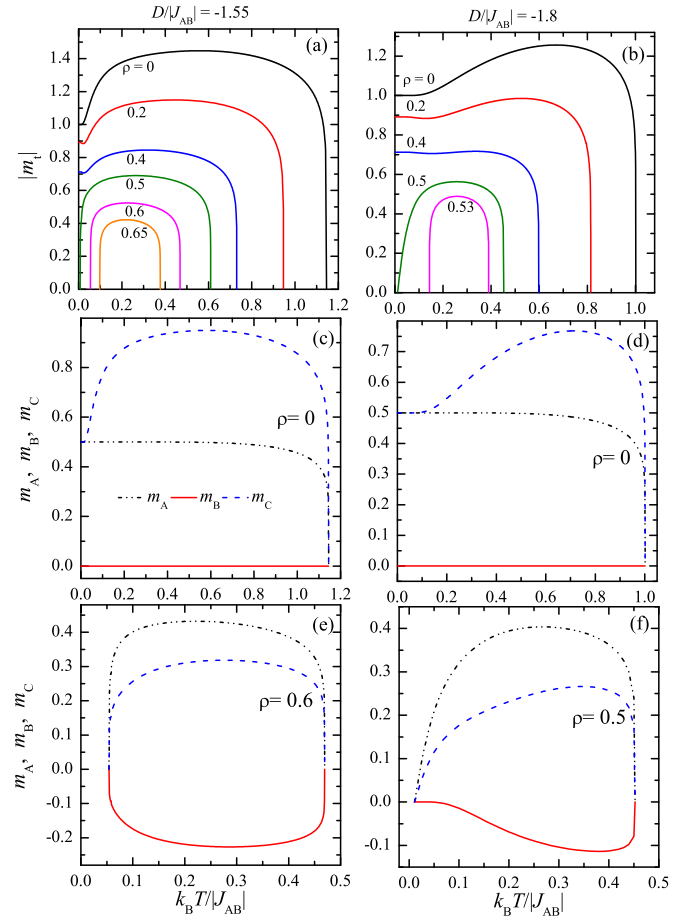 D/|J_AB| = -1.55
D/|J_AB| = -1.8
(a)
ρ = 0
0.2
0.4
0.5
0.6
0.65
|m_t|
1.4
1.2
1.0
0.8
0.6
0.4
0.2
0.0
0.0 0.2 0.4 0.6 0.8 1.0 1.2
(b)
ρ = 0
0.2
0.4
0.5
0.53
1.2
1.0
0.8
0.6
0.4
0.2
0.0
0.0 0.2 0.4 0.6 0.8 1.0
(c)
ρ= 0
m_A m_B m_C
m_A, m_B, m_C
0.8
0.6
0.4
0.2
0.0
0.0 0.2 0.4 0.6 0.8 1.0 1.2
(d)
ρ= 0
0.7
0.6
0.5
0.4
0.3
0.2
0.1
0.0
0.0 0.2 0.4 0.6 0.8 1.0
(e)
ρ= 0.6
m_A, m_B, m_C
0.4
0.3
0.2
0.1
0.0
-0.1
-0.2
0.0 0.1 0.2 0.3 0.4 0.5
k_B T/|J_AB|
(f)
ρ= 0.5
0.4
0.3
0.2
0.1
0.0
-0.1
0.0 0.1 0.2 0.3 0.4 0.5
k_B T/|J_AB|